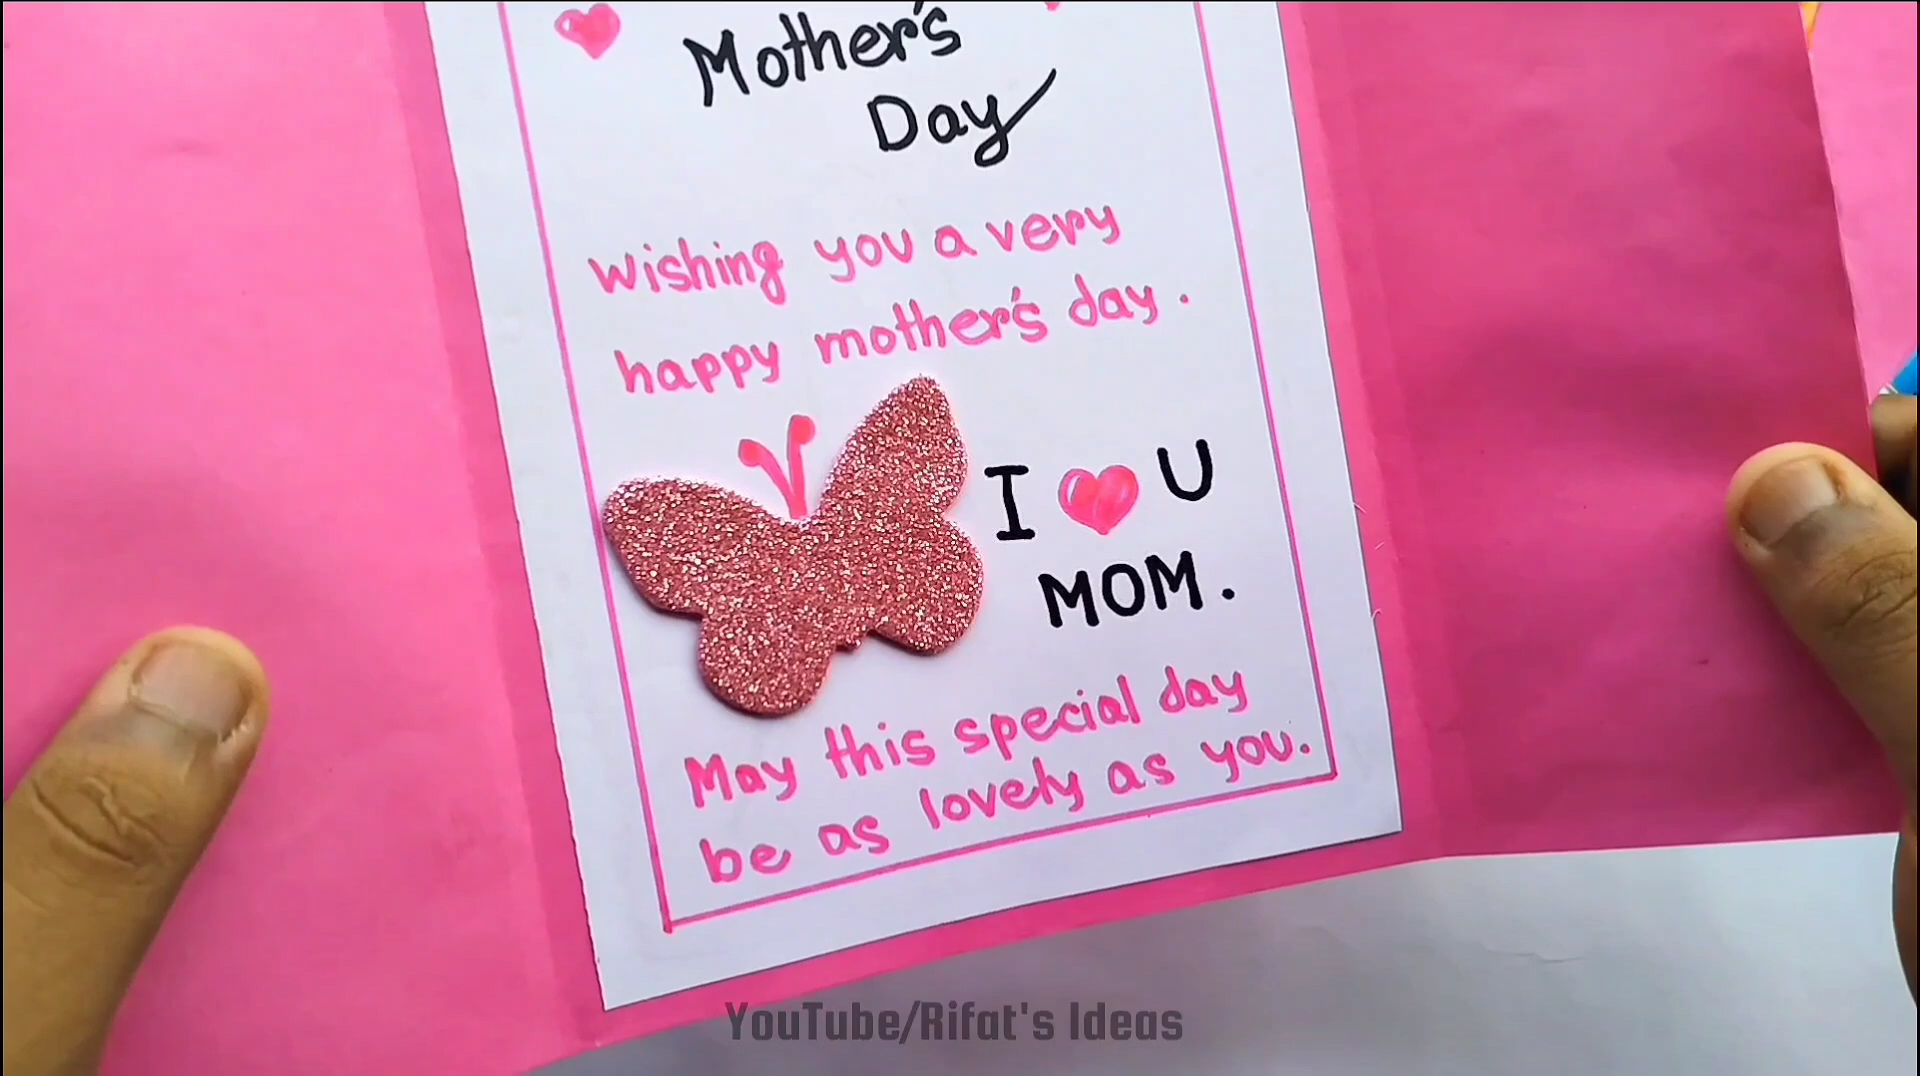 Mother's
Day
Wishing you a very
happy mother's day.
I ❤ U
MOM.
May this special day
be as lovely as you.
YouTube/Rifat's Ideas